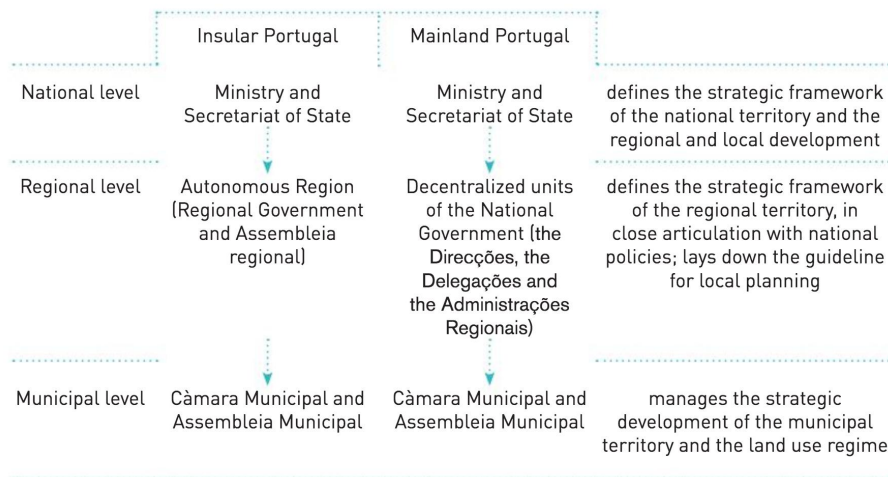 Insular Portugal
Mainland Portugal
National level
Ministry and
Secretariat of State
Ministry and
Secretariat of State
defines the strategic framework
of the national territory and the
regional and local development
Regional level
Autonomous Region
(Regional Government
and Assembleia
regional)
Decentralized units
of the National
Government (the
Direcções, the
Delegações and
the Administrações
Regionais)
defines the strategic framework
of the regional territory, in
close articulation with national
policies; lays down the guideline
for local planning
Municipal level
Càmara Municipal and
Assembleia Municipal
Càmara Municipal and
Assembleia Municipal
manages the strategic
development of the municipal
territory and the land use regime